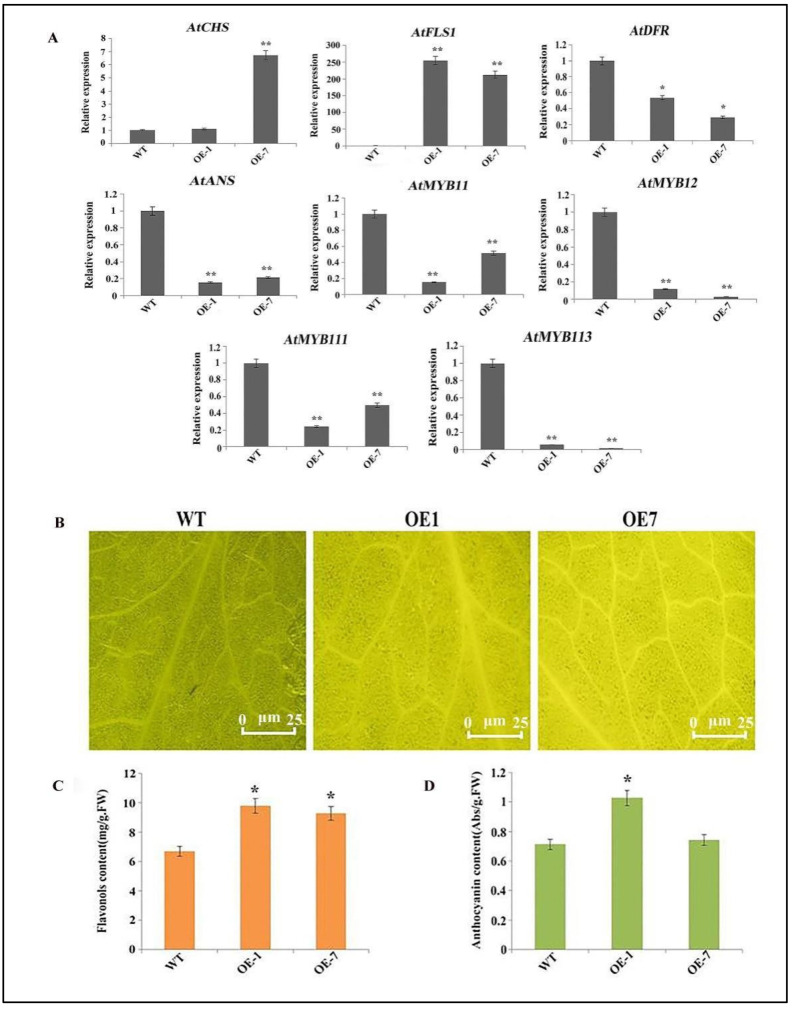 A
AtCHS
AtFLS1
AtDFR
Relative expression
8
7
6
5
4
3
2
1
0
**
WT
OE-1
OE-7
Relative expression
300
250
200
150
100
50
0
**
**
WT
OE-1
OE-7
Relative expression
1.2
1
0.8
0.6
0.4
0.2
0
*
*
WT
OE-1
OE-7
AtANS
AtMYB11
AtMYB12
Relative expression
1.2
1
0.8
0.6
0.4
0.2
0
**
**
WT
OE-1
OE-7
Relative expression
1.2
1
0.8
0.6
0.4
0.2
0
**
**
WT
OE-1
OE-7
Relative expression
1.2
1
0.8
0.6
0.4
0.2
0
**
**
WT
OE-1
OE-7
AtMYB111
AtMYB113
Relative expression
1.2
1
0.8
0.6
0.4
0.2
0
**
**
WT
OE-1
OE-7
Relative expression
1.2
1
0.8
0.6
0.4
0.2
0
**
**
WT
OE-1
OE-7
B
WT
OE1
OE7
0 µm 25
0 µm 25
0 µm 25
C
Flavonols content(mg/g.FW)
12
10
8
6
4
2
0
*
*
WT
OE-1
OE-7
D
Anthocyanin content(Abs/g.FW)
1.2
1
0.8
0.6
0.4
0.2
0
*
WT
OE-1
OE-7